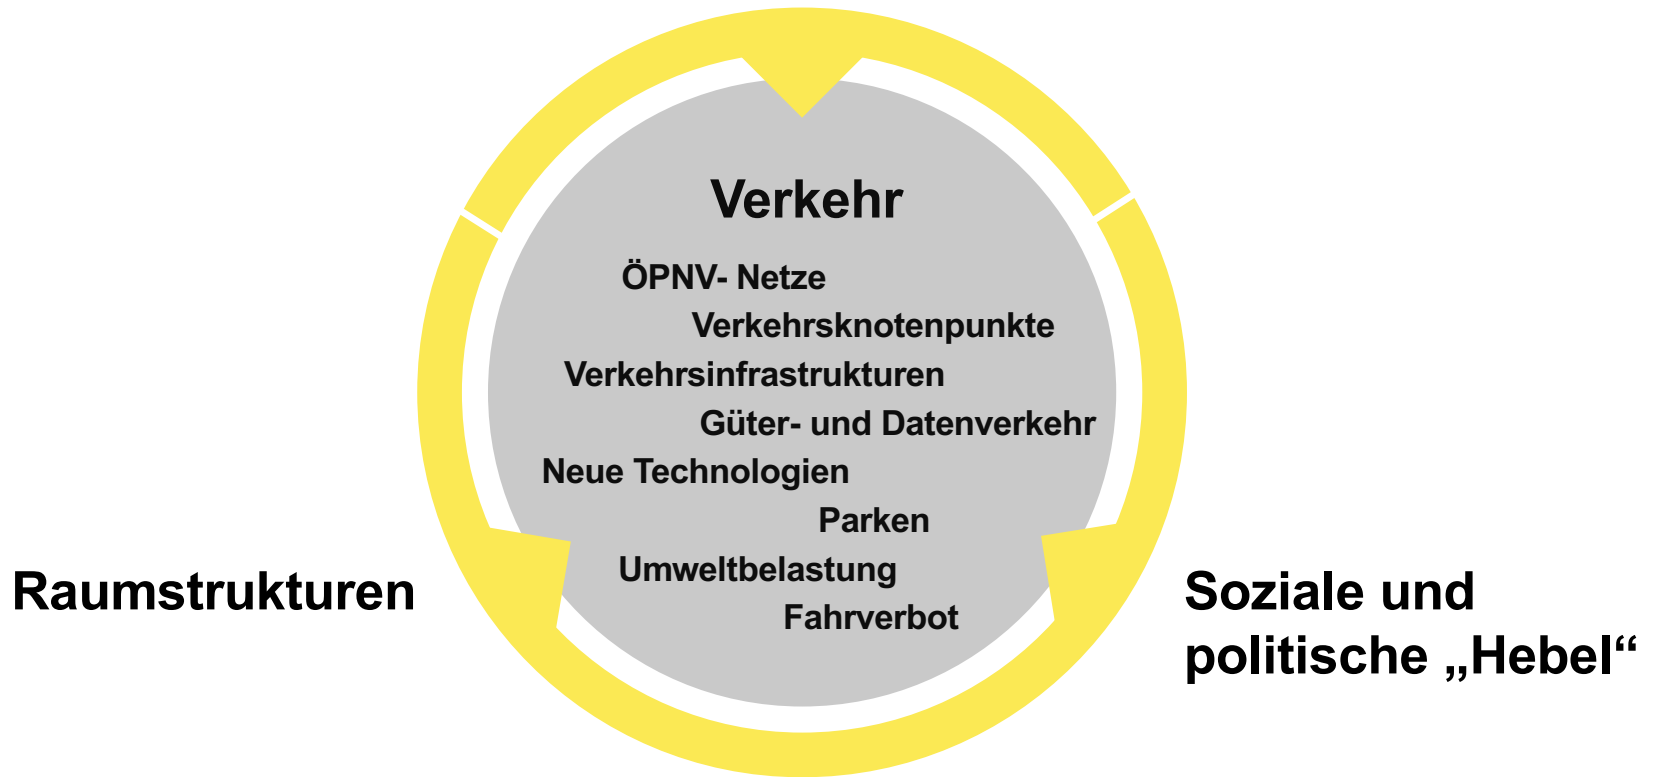 Verkehr
ÖPNV- Netze
Verkehrsknotenpunkte
Verkehrsinfrastrukturen
Güter- und Datenverkehr
Neue Technologien
Parken
Umweltbelastung
Fahrverbot
Raumstrukturen
Soziale und
politische „Hebel“